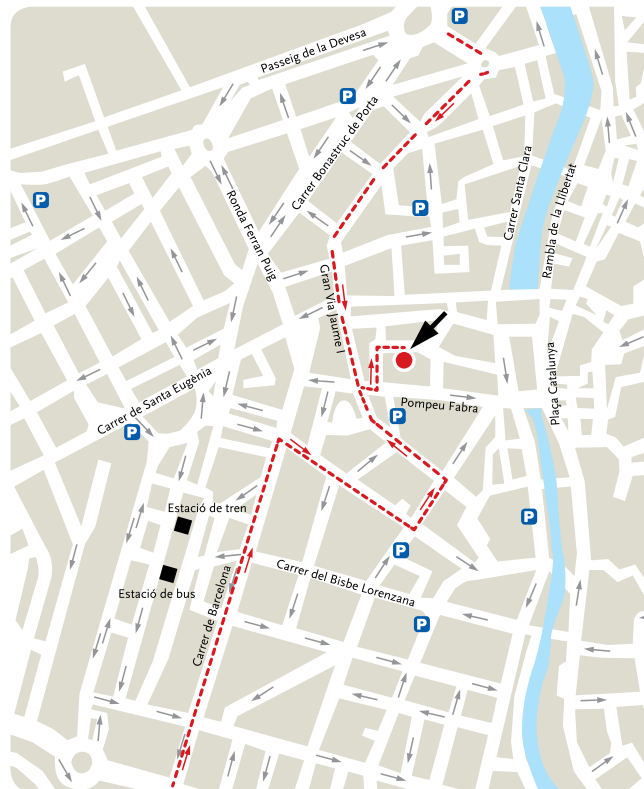 P
Passeig de la Devesa
P
Carrer Bonastruc de Porta
P
P
Carrer Santa Clara
Rambla de la Llibertat
Ronda Ferran Puig
Gran Via Jaume I
Plaça Catalunya
Carrer de Santa Eugènia
Pompeu Fabra
P
P
Estació de tren
P
P
Estació de bus
Carrer del Bisbe Lorenzana
Carrer de Barcelona
P